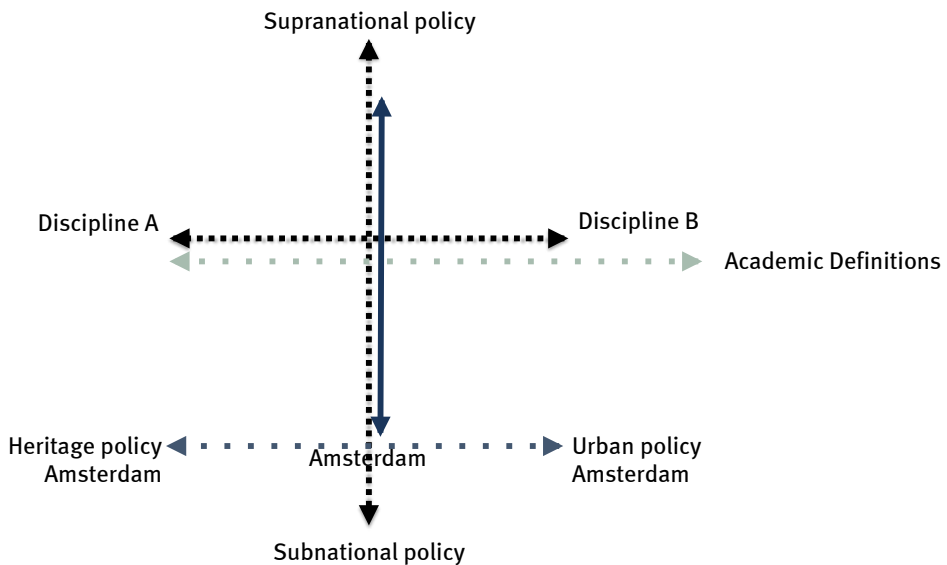 Supranational policy
Discipline A
Discipline B
Academic Definitions
Heritage policy
Amsterdam
Amsterdam
Urban policy
Amsterdam
Subnational policy